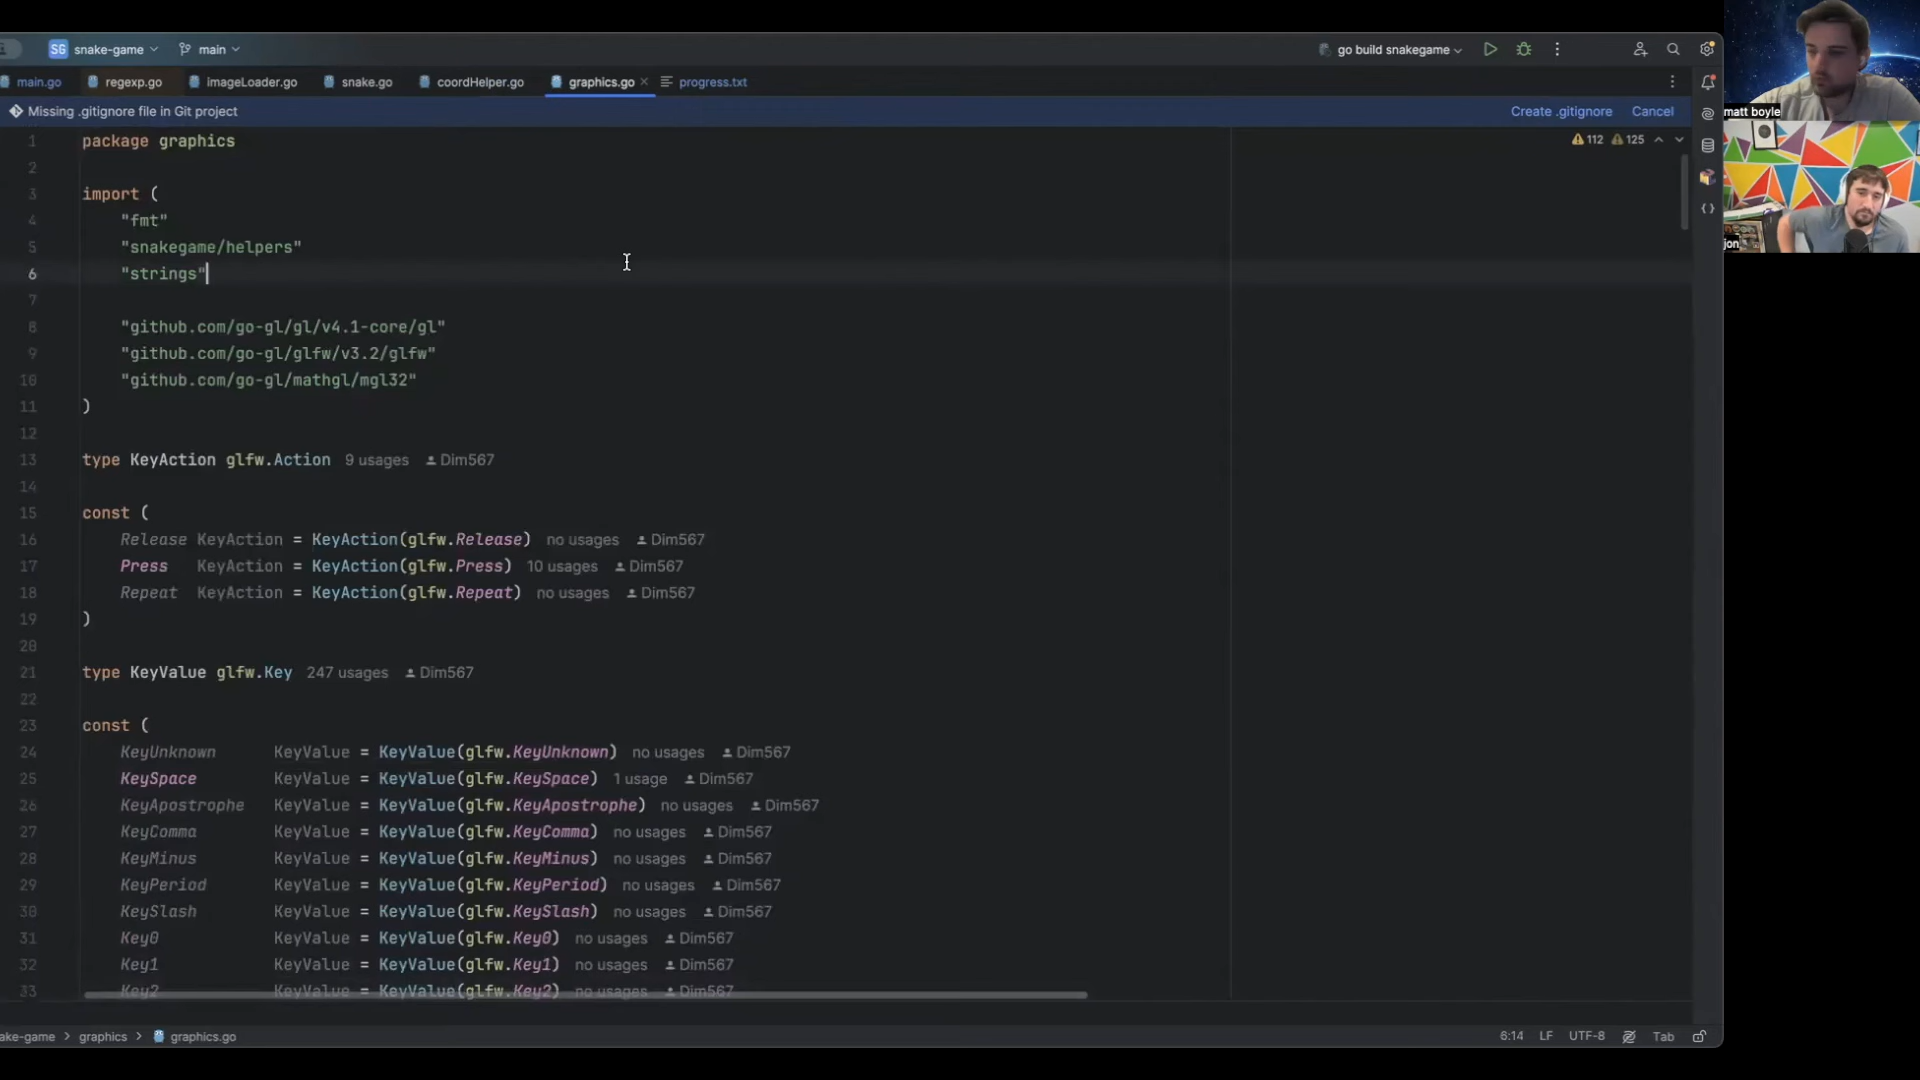 SG snake-game main go build snakegame
main.go regexp.go imageLoader.go snake.go coordHelper.go graphics.go progress.txt
Missing .gitignore file in Git project Create .gitignore Cancel
matt boyle
jon
112 125
1 package graphics
2
3 import (
4 "fmt"
5 "snakegame/helpers"
6 "strings"
7
8 "github.com/go-gl/gl/v4.1-core/gl"
9 "github.com/go-gl/glfw/v3.2/glfw"
10 "github.com/go-gl/mathgl/mgl32"
11 )
12
13 type KeyAction glfw.Action 9 usages Dim567
14
15 const (
16 Release KeyAction = KeyAction(glfw.Release) no usages Dim567
17 Press KeyAction = KeyAction(glfw.Press) 10 usages Dim567
18 Repeat KeyAction = KeyAction(glfw.Repeat) no usages Dim567
19 )
20
21 type KeyValue glfw.Key 247 usages Dim567
22
23 const (
24 KeyUnknown KeyValue = KeyValue(glfw.KeyUnknown) no usages Dim567
25 KeySpace KeyValue = KeyValue(glfw.KeySpace) 1 usage Dim567
26 KeyApostrophe KeyValue = KeyValue(glfw.KeyApostrophe) no usages Dim567
27 KeyComma KeyValue = KeyValue(glfw.KeyComma) no usages Dim567
28 KeyMinus KeyValue = KeyValue(glfw.KeyMinus) no usages Dim567
29 KeyPeriod KeyValue = KeyValue(glfw.KeyPeriod) no usages Dim567
30 KeySlash KeyValue = KeyValue(glfw.KeySlash) no usages Dim567
31 Key0 KeyValue = KeyValue(glfw.Key0) no usages Dim567
32 Key1 KeyValue = KeyValue(glfw.Key1) no usages Dim567
33 Key2 KeyValue = KeyValue(glfw.Key2) no usages Dim567
ake-game > graphics > graphics.go 6:14 LF UTF-8 Tab